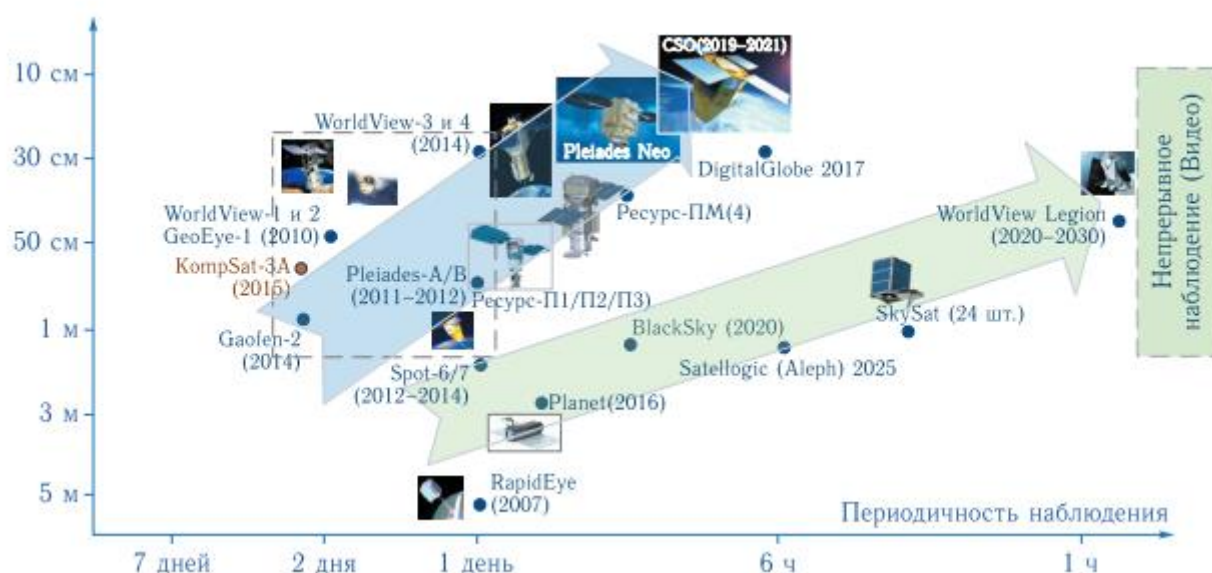 10 см
CSO(2019–2021)
WorldView-3 и 4
(2014)
30 см
Pleiades Neo
DigitalGlobe 2017
WorldView-1 и 2
GeoEye-1 (2010)
Ресурс-ПМ(4)
WorldView Legion
(2020–2030)
50 см
KompSat-3A
(2015)
Pleiades-A/B
(2011–2012)
Ресурс-П1/П2/П3)
Непрерывное
наблюдение (Видео)
1 м
Gaofen-2
(2014)
BlackSky (2020)
SkySat (24 шт.)
Spot-6/7
(2012–2014)
Satellogic (Aleph) 2025
3 м
Planet(2016)
5 м
RapidEye
(2007)
Периодичность наблюдения
7 дней
2 дня
1 день
6 ч
1 ч